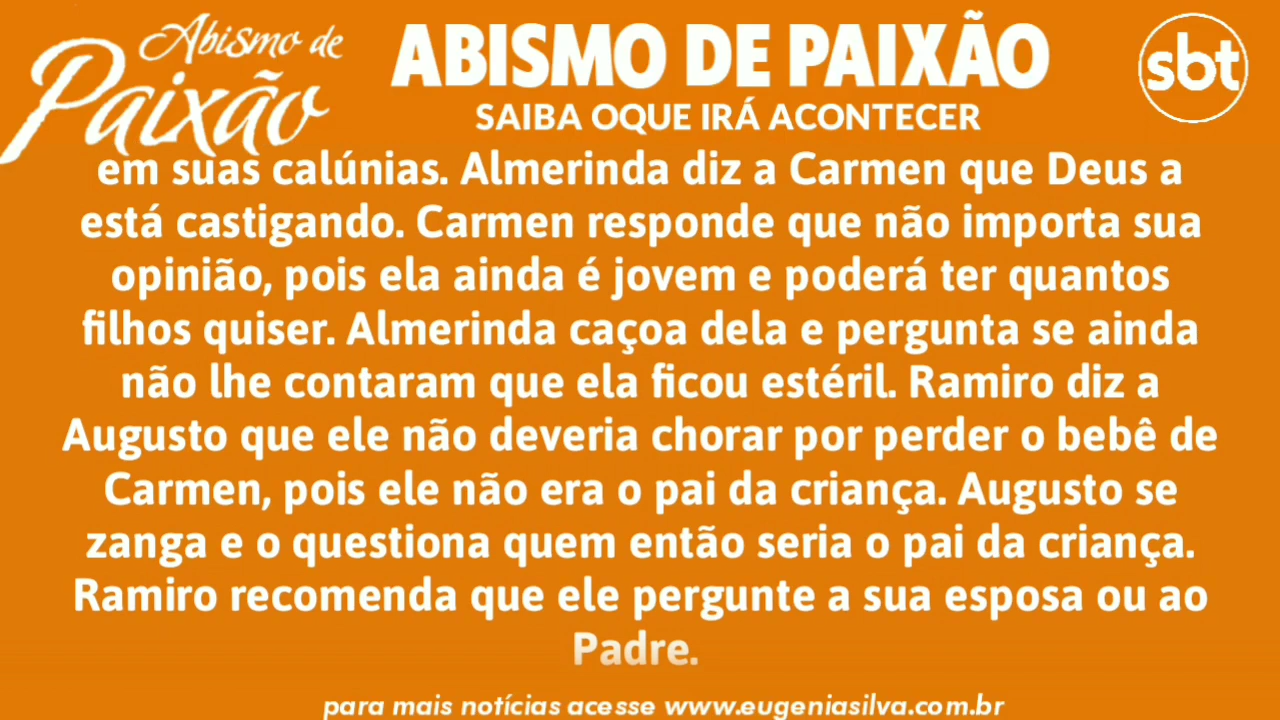 Abismo de
Paixão
ABISMO DE PAIXÃO
SAIBA OQUE IRÁ ACONTECER
sbt
em suas calúnias. Almerinda diz a Carmen que Deus a
está castigando. Carmen responde que não importa sua
opinião, pois ela ainda é jovem e poderá ter quantos
filhos quiser. Almerinda caçoa dela e pergunta se ainda
não lhe contaram que ela ficou estéril. Ramiro diz a
Augusto que ele não deveria chorar por perder o bebê de
Carmen, pois ele não era o pai da criança. Augusto se
zanga e o questiona quem então seria o pai da criança.
Ramiro recomenda que ele pergunte a sua esposa ou ao
Padre.
para mais notícias acesse www.eugeniasilva.com.br